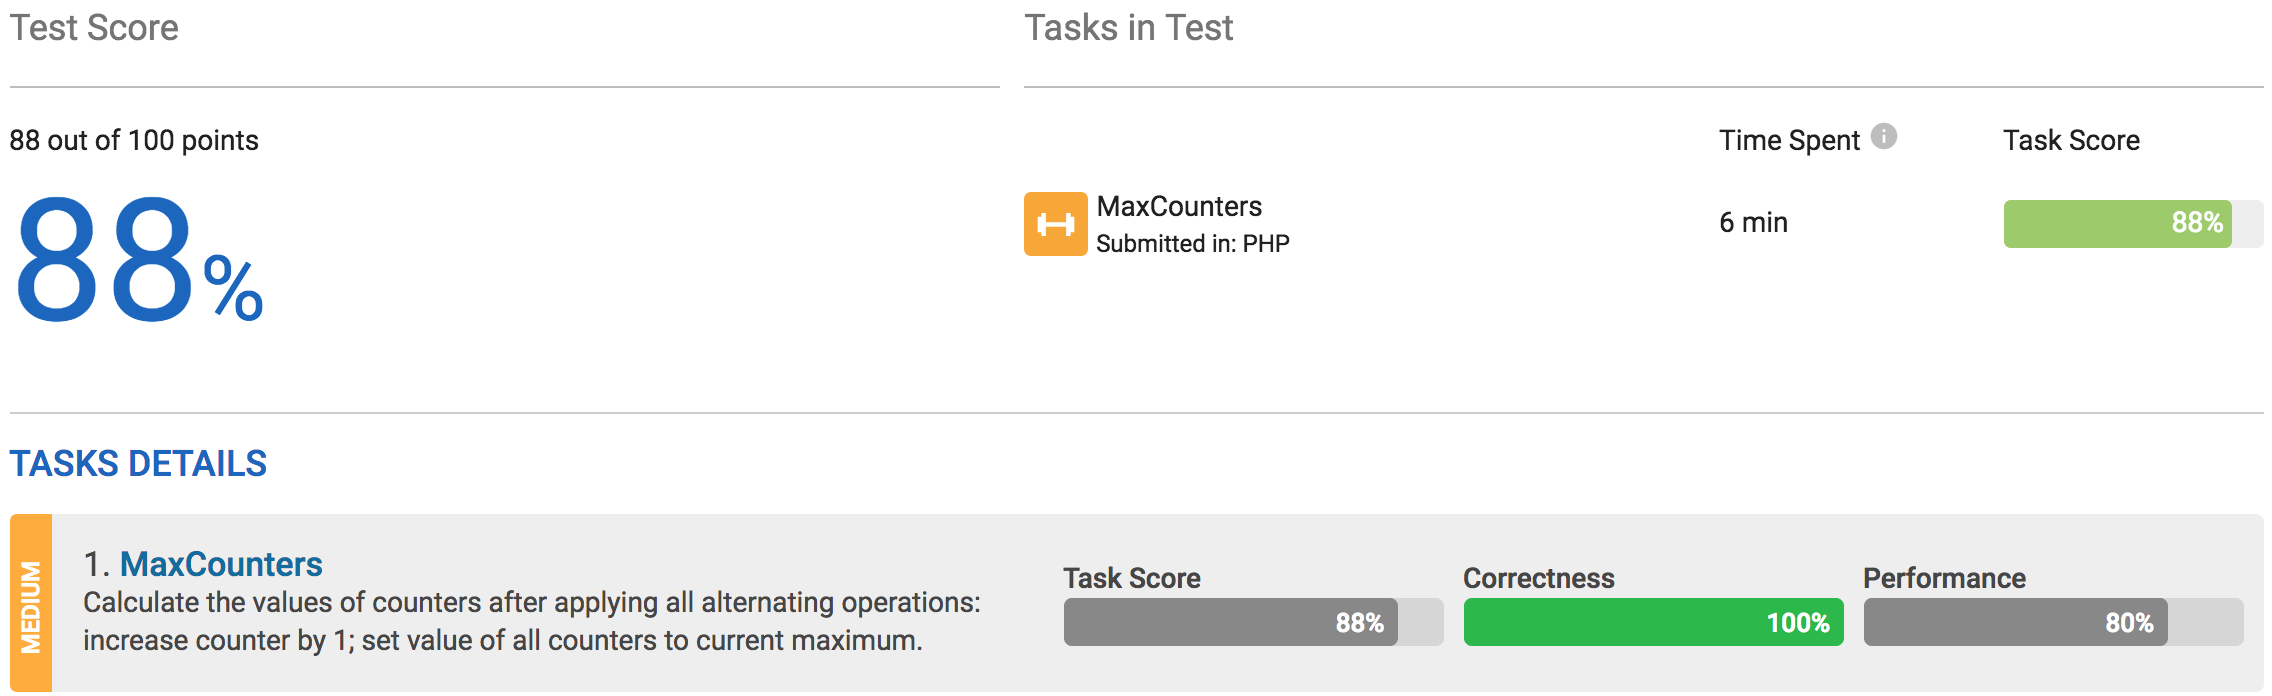 Test Score
Tasks in Test
88 out of 100 points
Time Spent
Task Score
88%
MaxCounters
Submitted in: PHP
6 min
88%
TASKS DETAILS
MEDIUM
1. MaxCounters
Calculate the values of counters after applying all alternating operations:
increase counter by 1; set value of all counters to current maximum.
Task Score
88%
Correctness
100%
Performance
80%